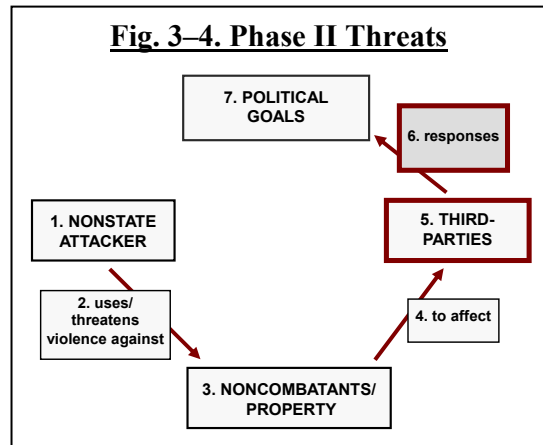 Fig. 3–4. Phase II Threats
7. POLITICAL
GOALS
6. responses
1. NONSTATE
ATTACKER
5. THIRD-
PARTIES
2. uses/
threatens
violence against
4. to affect
3. NONCOMBATANTS/
PROPERTY